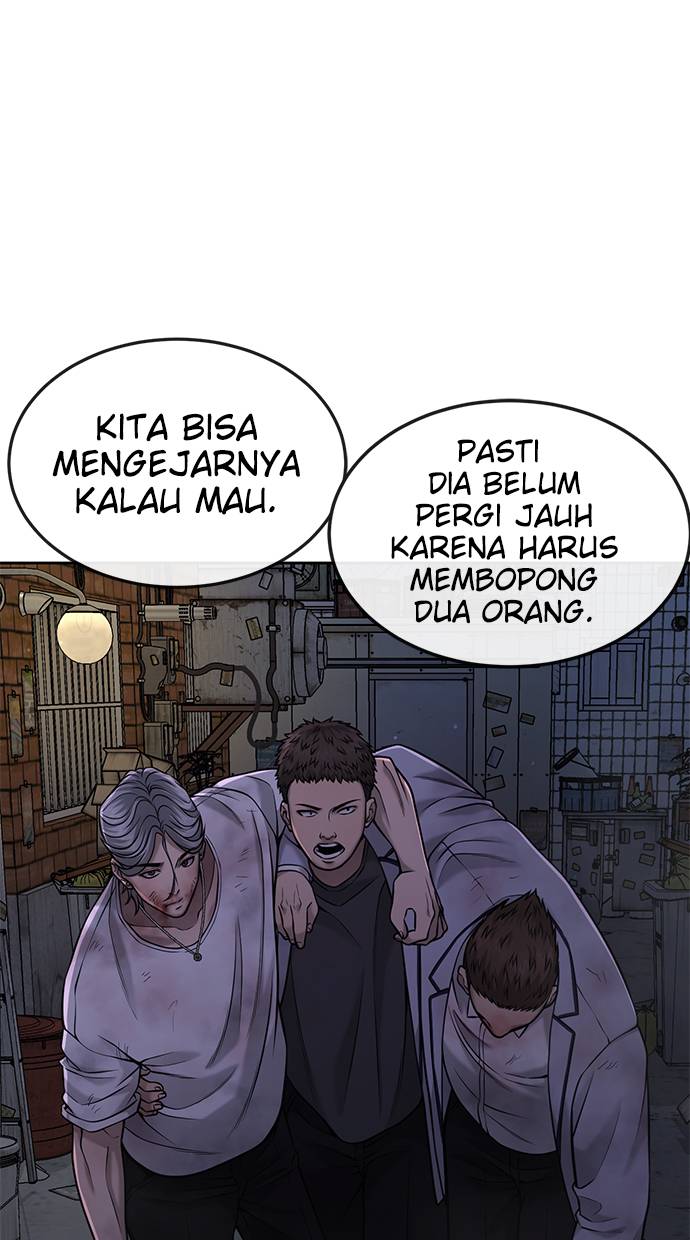 KITA BISA
MENGEJARNYA
KALAU MAU.
PASTI
DIA BELUM
PERGI JAUH
KARENA HARUS
MEMBOPONG
DUA ORANG.